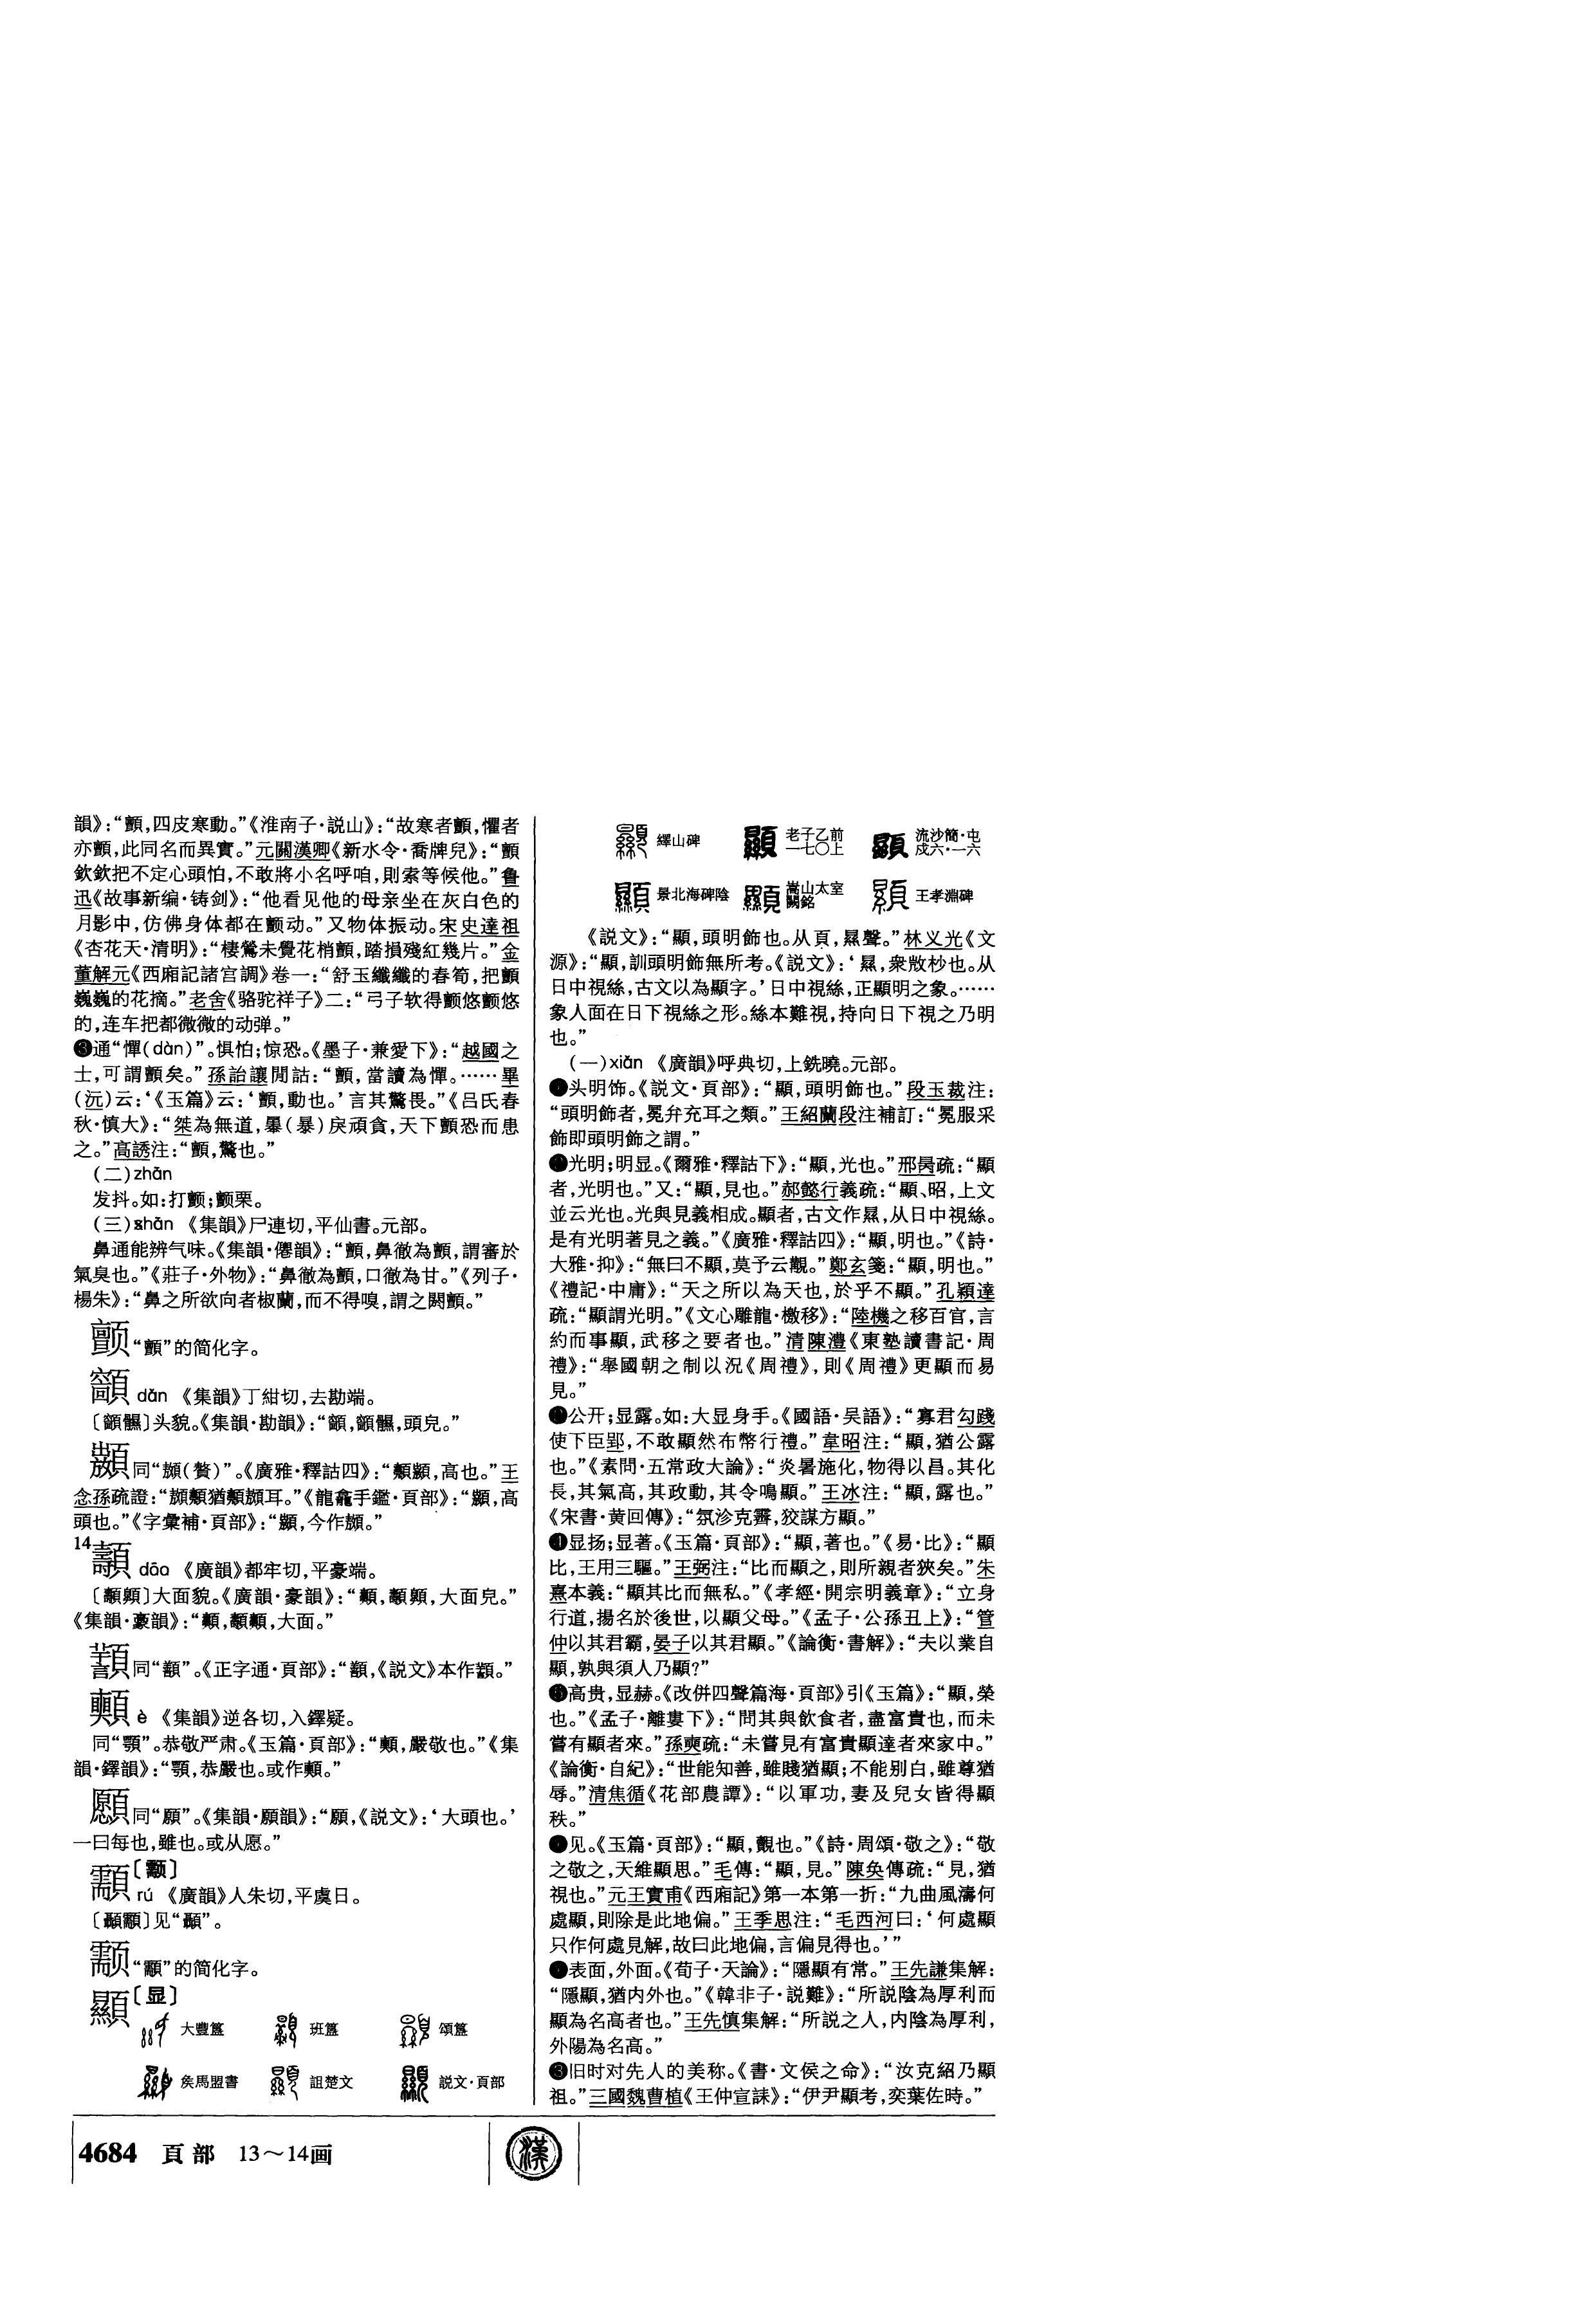 韻》：“顫，四皮寒動。”《淮南子·説山》：“故寒者顫，懼者
亦顫，此同名而異實。”元關漢卿《新水令·喬牌兒》：“顫
欽欽把不定心頭怕，不敢將小名呼咱，則索等候他。”鲁
迅《故事新编·铸剑》：“他看见他的母亲坐在灰白色的
月影中，仿佛身体都在颤动。”又物体振动。宋史達祖
《杏花天·清明》：“棲鶯未覺花梢顫，踏損殘紅幾片。”金
董解元《西廂記諸宫調》卷一：“舒玉纖纖的春筍，把顫
巍巍的花摘。”老舍《骆驼祥子》二：“弓子软得颤悠颤悠
的，连车把都微微的动弹。”
❸通“憚(dàn)”。惧怕；惊恐。《墨子·兼愛下》：“越國之
士，可謂顫矣。”孫詒讓閒詁：“顫，當讀為憚。……畢
(沅)云：‘《玉篇》云：‘顫，動也。’言其驚畏。”《吕氏春
秋·慎大》：“桀為無道，㬥(暴)戾頑貪，天下顫恐而患
之。”高誘注：“顫，驚也。”
(二)zhàn
发抖。如：打颤；颤栗。
(三)shān 《集韻》尸連切，平仙書。元部。
鼻通能辨气味。《集韻·僊韻》：“顫，鼻徹為顫，謂審於
氣臭也。”《莊子·外物》：“鼻徹為顫，口徹為甘。”《列子·
楊朱》：“鼻之所欲向者椒蘭，而不得嗅，謂之閼顫。”
颤 “顫”的简化字。
dàn 《集韻》丁紺切，去勘端。
头貌。《集韻·勘韻》：
《廣雅·釋詁四》：“高也。”王
念孫疏證：《龍龕手鑑·頁部》：“高
頭也。”《字彙補·頁部》：“今作
14
dāo 《廣韻》都牢切，平豪端。
大面貌。《廣韻·豪韻》：“大面皃。”
《集韻·豪韻》：“大面。”
《正字通·頁部》：《説文》本作
è 《集韻》逆各切，入鐸疑。
同“顎”。恭敬严肃。《玉篇·頁部》：“嚴敬也。”《集
韻·鐸韻》：“顎，恭嚴也。或作
同“願”。《集韻·願韻》：“願，《説文》：‘大頭也。’
一曰每也，雖也。或从愿。”
顬〔颥〕
rú 《廣韻》人朱切，平虞日。
〔顳顬〕见“顳”。
颥 “顬”的简化字。
顯〔显〕
大豐簋 班簋 頌簋
矦馬盟書 詛楚文 説文·頁部
繹山碑 老子乙前一七〇上 流沙簡·屯戍六·一六
景北海碑陰 嵩山太室闕銘 王孝淵碑
《説文》：“顯，頭明飾也。从頁，㬎聲。”林义光《文
源》：“顯，訓頭明飾無所考。《説文》：‘㬎，衆㪔杪也。从
日中視絲，古文以為顯字。’日中視絲，正顯明之象。……
象人面在日下視絲之形。絲本難視，持向日下視之乃明
也。”
(一)xiǎn 《廣韻》呼典切，上銑曉。元部。
❶头明饰。《説文·頁部》：“顯，頭明飾也。”段玉裁注：
“頭明飾者，冕弁充耳之類。”王紹蘭段注補訂：“冕服采
飾即頭明飾之謂。”
❷光明；明显。《爾雅·釋詁下》：“顯，光也。”邢昺疏：“顯
者，光明也。”又：“顯，見也。”郝懿行義疏：“顯、昭，上文
並云光也。光與見義相成。顯者，古文作㬎，从日中視絲。
是有光明著見之義。”《廣雅·釋詁四》：“顯，明也。”《詩·
大雅·抑》：“無曰不顯，莫予云覯。”鄭玄箋：“顯，明也。”
《禮記·中庸》：“天之所以為天也，於乎不顯。”孔穎達
疏：“顯謂光明。”《文心雕龍·檄移》：“陸機之移百官，言
約而事顯，武移之要者也。”清陳澧《東塾讀書記·周
禮》：“舉國朝之制以況《周禮》，則《周禮》更顯而易
見。”
❸公开；显露。如：大显身手。《國語·吴語》：“寡君勾踐
使下臣郢，不敢顯然布幣行禮。”韋昭注：“顯，猶公露
也。”《素問·五常政大論》：“炎暑施化，物得以昌。其化
長，其氣高，其政動，其令鳴顯。”王冰注：“顯，露也。”
《宋書·黄回傳》：“氛沴克霽，狡謀方顯。”
❹显扬；显著。《玉篇·頁部》：“顯，著也。”《易·比》：“顯
比，王用三驅。”王弼注：“比而顯之，則所親者狹矣。”朱
熹本義：“顯其比而無私。”《孝經·開宗明義章》：“立身
行道，揚名於後世，以顯父母。”《孟子·公孫丑上》：“管
仲以其君霸，晏子以其君顯。”《論衡·書解》：“夫以業自
顯，孰與須人乃顯？”
❺高贵，显赫。《改併四聲篇海·頁部》引《玉篇》：“顯，榮
也。”《孟子·離婁下》：“問其與飲食者，盡富貴也，而未
嘗有顯者來。”孫奭疏：“未嘗見有富貴顯達者來家中。”
《論衡·自紀》：“世能知善，雖賤猶顯；不能别白，雖尊猶
辱。”清焦循《花部農譚》：“以軍功，妻及兒女皆得顯
秩。”
❻见。《玉篇·頁部》：“顯，觀也。”《詩·周頌·敬之》：“敬
之敬之，天維顯思。”毛傳：“顯，見。”陳奂傳疏：“見，猶
視也。”元王實甫《西廂記》第一本第一折：“九曲風濤何
處顯，則除是此地偏。”王季思注：“毛西河曰：‘何處顯
只作何處見解，故曰此地偏，言偏見得也。’”
❼表面，外面。《荀子·天論》：“隱顯有常。”王先謙集解：
“隱顯，猶内外也。”《韓非子·説難》：“所説陰為厚利而
顯為名高者也。”王先慎集解：“所説之人，内陰為厚利，
外陽為名高。”
❽旧时对先人的美称。《書·文侯之命》：“汝克紹乃顯
祖。”三國魏曹植《王仲宣誄》：“伊尹顯考，奕葉佐時。”
4684 頁部 13～14画
漢